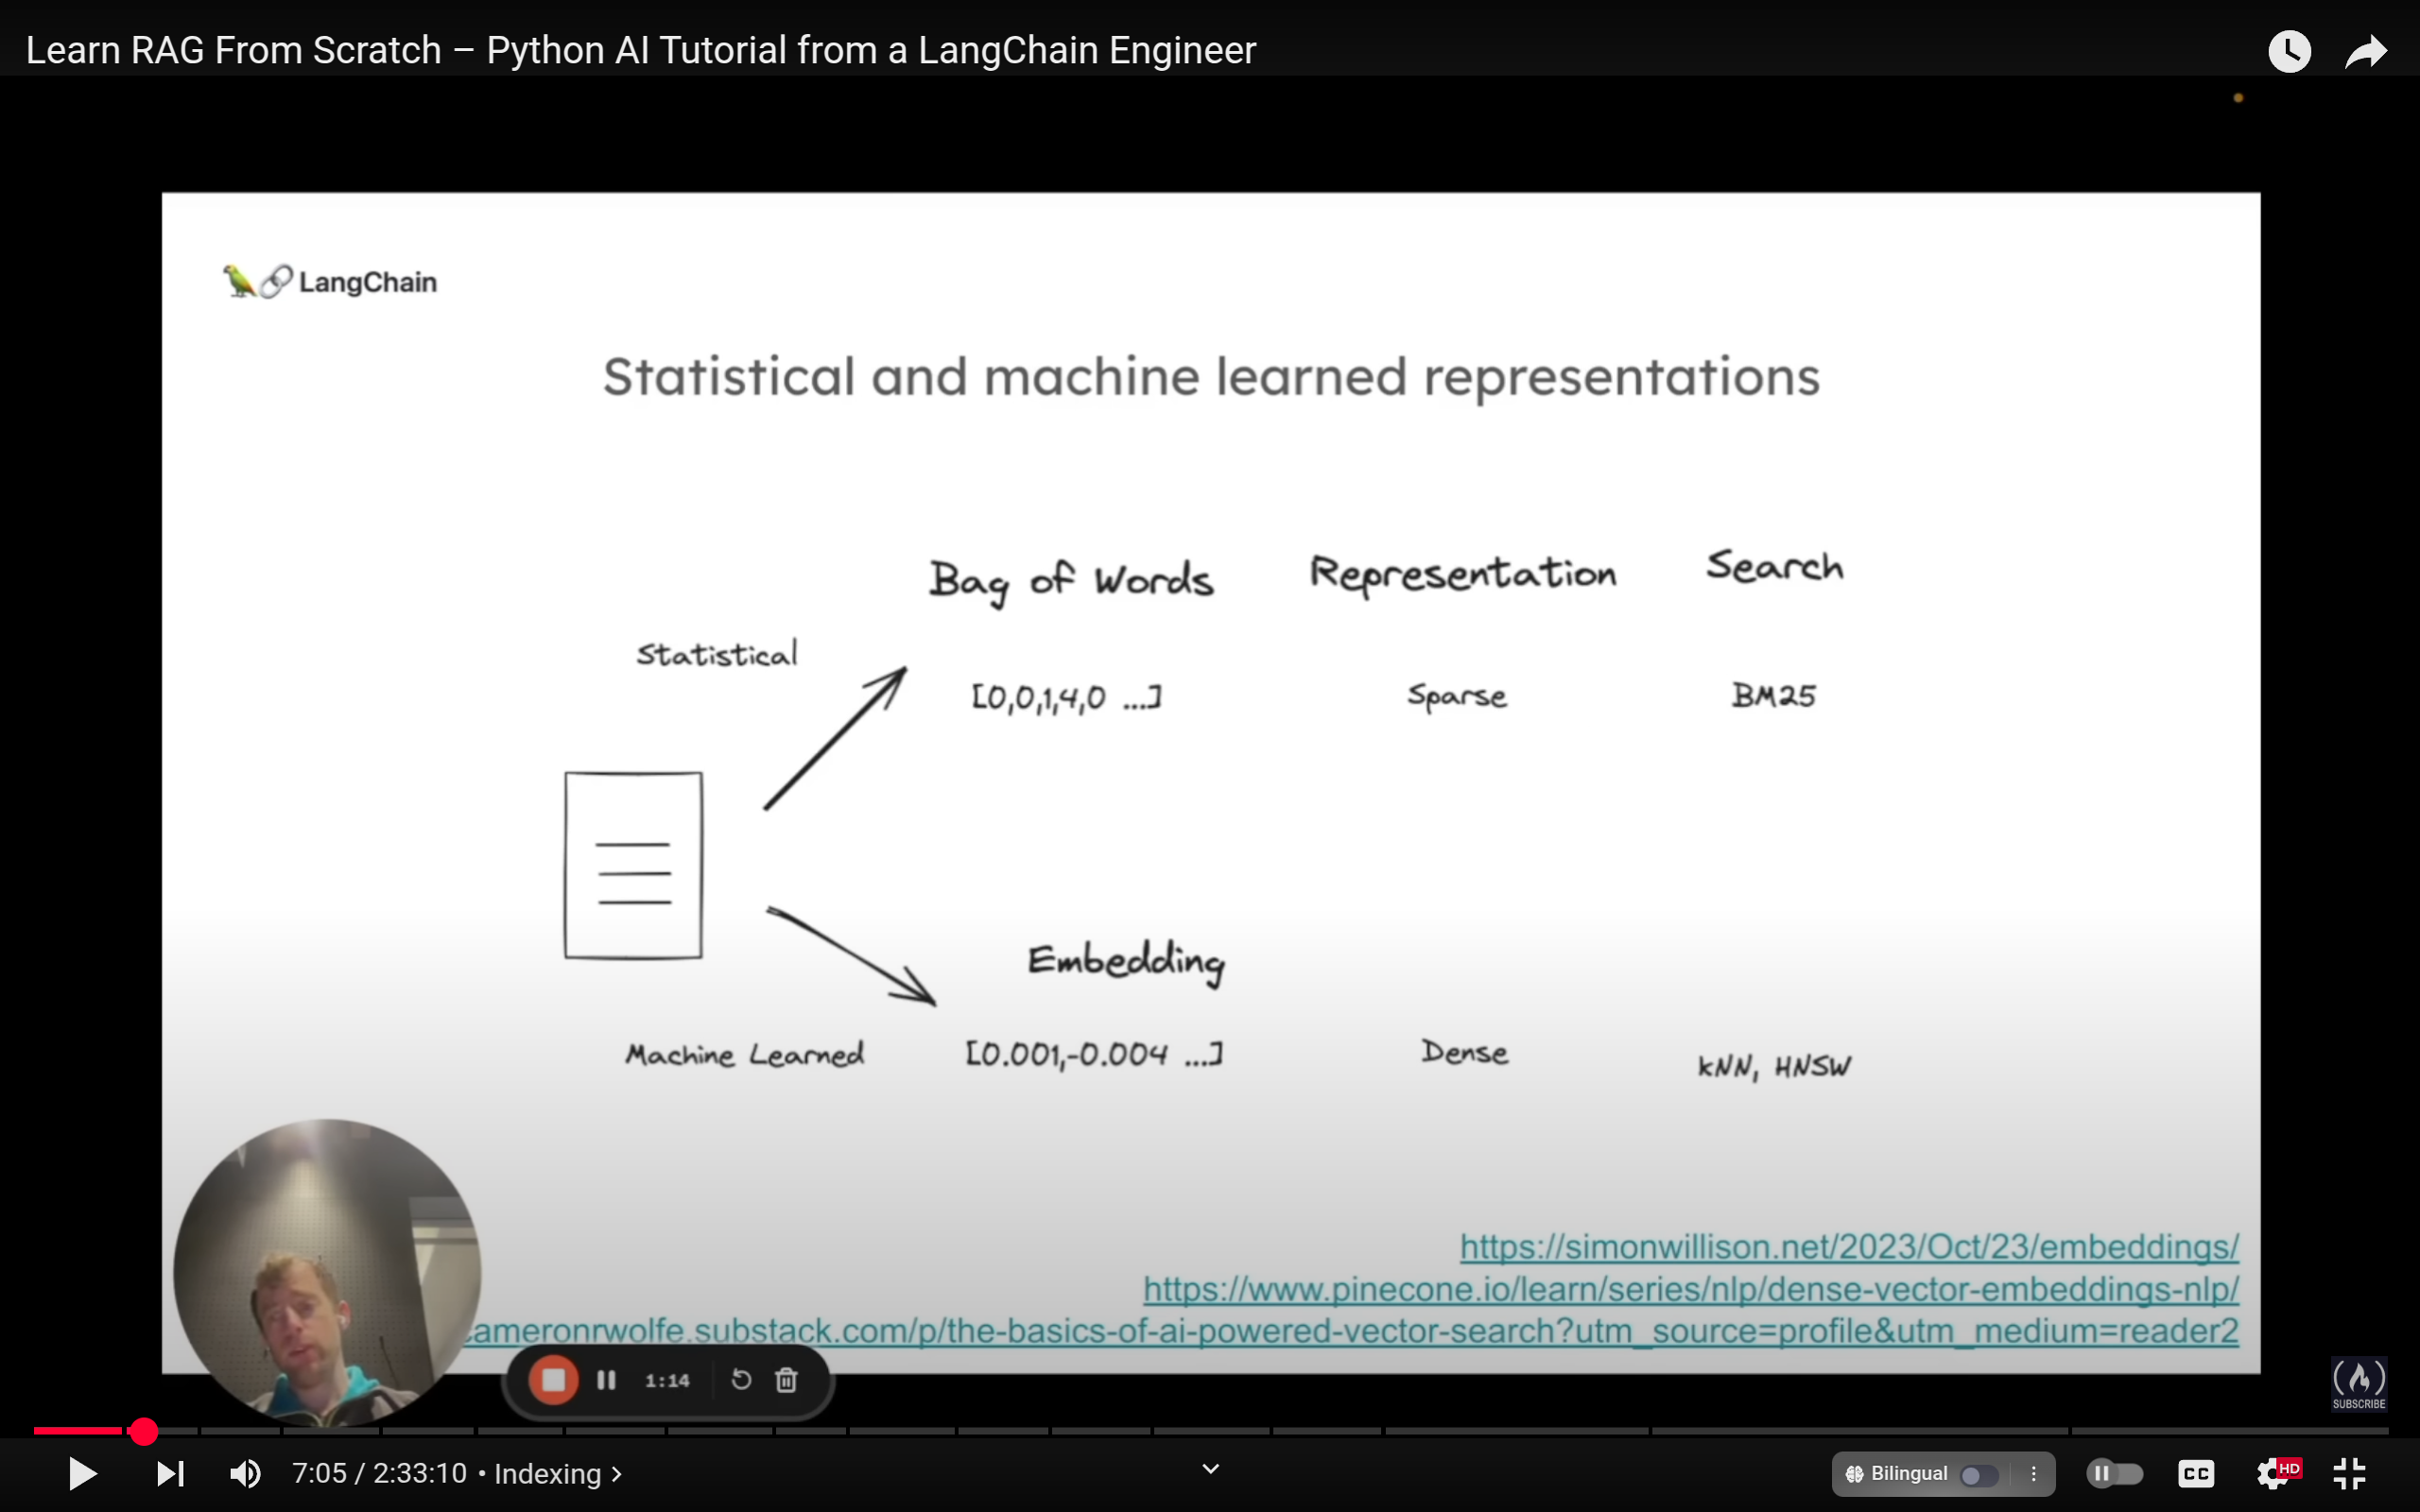 Learn RAG From Scratch – Python AI Tutorial from a LangChain Engineer
LangChain
Statistical and machine learned representations
Bag of Words
Representation
Search
Statistical
[0,0,1,4,0 ...]
Sparse
BM25
Embedding
Machine Learned
[0.001,-0.004 ...]
Dense
kNN, HNSW
https://simonwillison.net/2023/Oct/23/embeddings/
https://www.pinecone.io/learn/series/nlp/dense-vector-embeddings-nlp/
ameronrwolfe.substack.com/p/the-basics-of-ai-powered-vector-search?utm_source=profile&utm_medium=reader2
1:14
SUBSCRIBE
7:05 / 2:33:10 • Indexing >
Bilingual
CC
HD